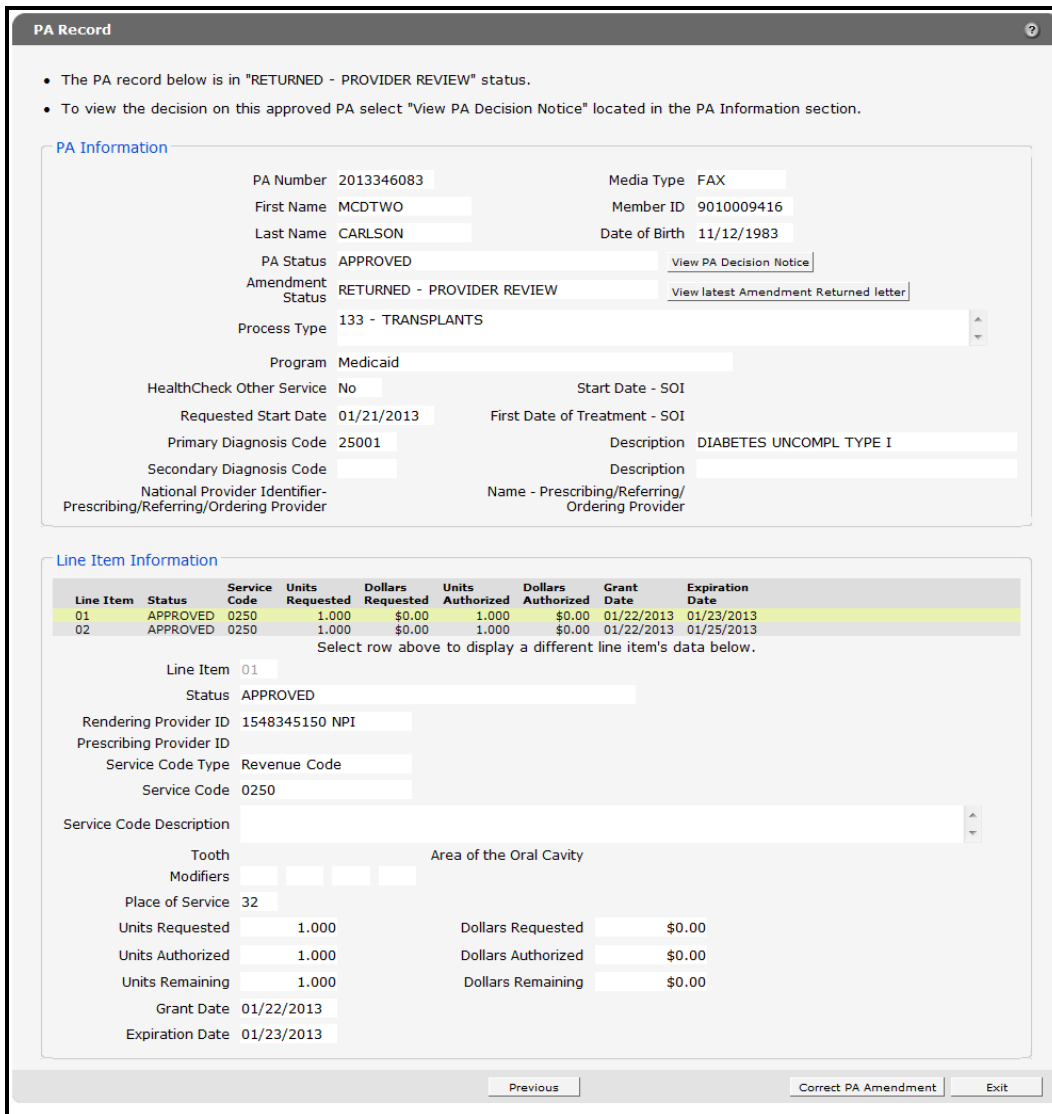 PA Record
?
• The PA record below is in "RETURNED - PROVIDER REVIEW" status.
• To view the decision on this approved PA select "View PA Decision Notice" located in the PA Information section.
PA Information
PA Number 2013346083 Media Type FAX
First Name MCDTWO Member ID 9010009416
Last Name CARLSON Date of Birth 11/12/1983
PA Status APPROVED View PA Decision Notice
Amendment
Status RETURNED - PROVIDER REVIEW View latest Amendment Returned letter
Process Type 133 - TRANSPLANTS
Program Medicaid
HealthCheck Other Service No Start Date - SOI
Requested Start Date 01/21/2013 First Date of Treatment - SOI
Primary Diagnosis Code 25001 Description DIABETES UNCOMPL TYPE I
Secondary Diagnosis Code Description
National Provider Identifier- Name - Prescribing/Referring/
Prescribing/Referring/Ordering Provider Ordering Provider
Line Item Information
Service Units Dollars Units Dollars Grant Expiration
Line Item Status Code Requested Requested Authorized Authorized Date Date
01 APPROVED 0250 1.000 $0.00 1.000 $0.00 01/22/2013 01/23/2013
02 APPROVED 0250 1.000 $0.00 1.000 $0.00 01/22/2013 01/25/2013
Select row above to display a different line item's data below.
Line Item 01
Status APPROVED
Rendering Provider ID 1548345150 NPI
Prescribing Provider ID
Service Code Type Revenue Code
Service Code 0250
Service Code Description
Tooth Area of the Oral Cavity
Modifiers
Place of Service 32
Units Requested 1.000 Dollars Requested $0.00
Units Authorized 1.000 Dollars Authorized $0.00
Units Remaining 1.000 Dollars Remaining $0.00
Grant Date 01/22/2013
Expiration Date 01/23/2013
Previous Correct PA Amendment Exit